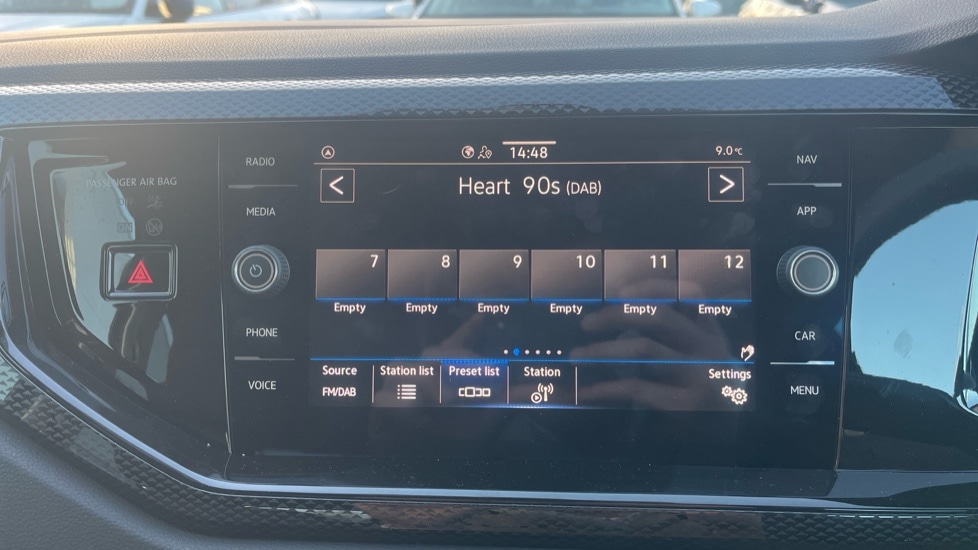 PASSENGER AIR BAG
OFF
ON
RADIO
MEDIA
PHONE
VOICE
14:48
9.0°C
< Heart 90s (DAB) >
7 8 9 10 11 12
Empty Empty Empty Empty Empty Empty
Source Station list Preset list Station Settings
FM/DAB
NAV
APP
CAR
MENU